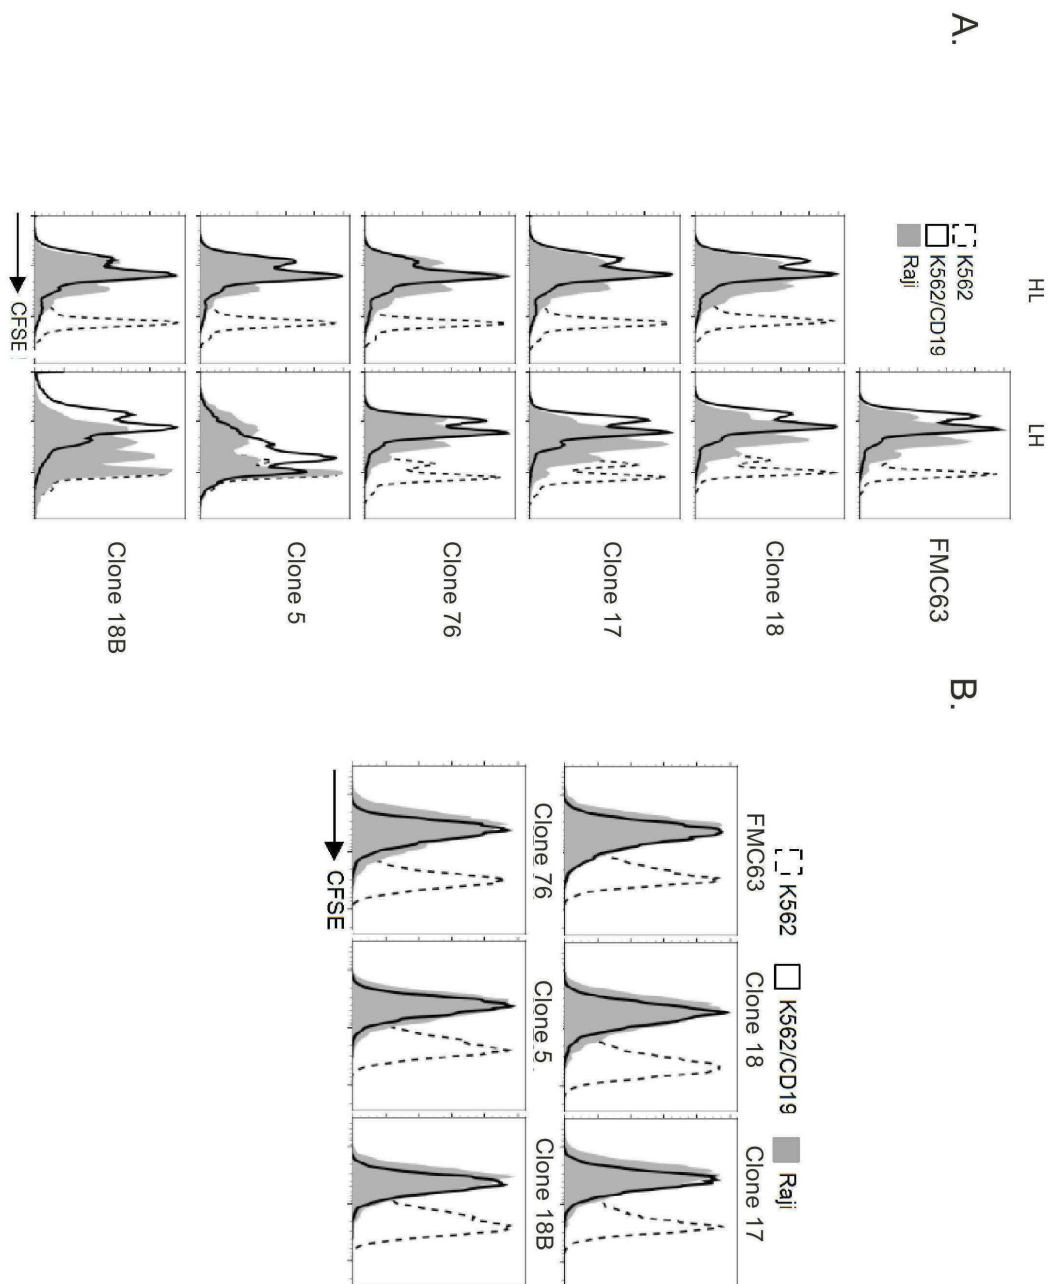 A.
HL
LH
K562
K562/CD19
Raji
FMC63
Clone 18
Clone 17
Clone 76
Clone 5
Clone 18B
CFSE
B.
K562 K562/CD19 Raji
FMC63 Clone 18 Clone 17
Clone 76 Clone 5 Clone 18B
CFSE